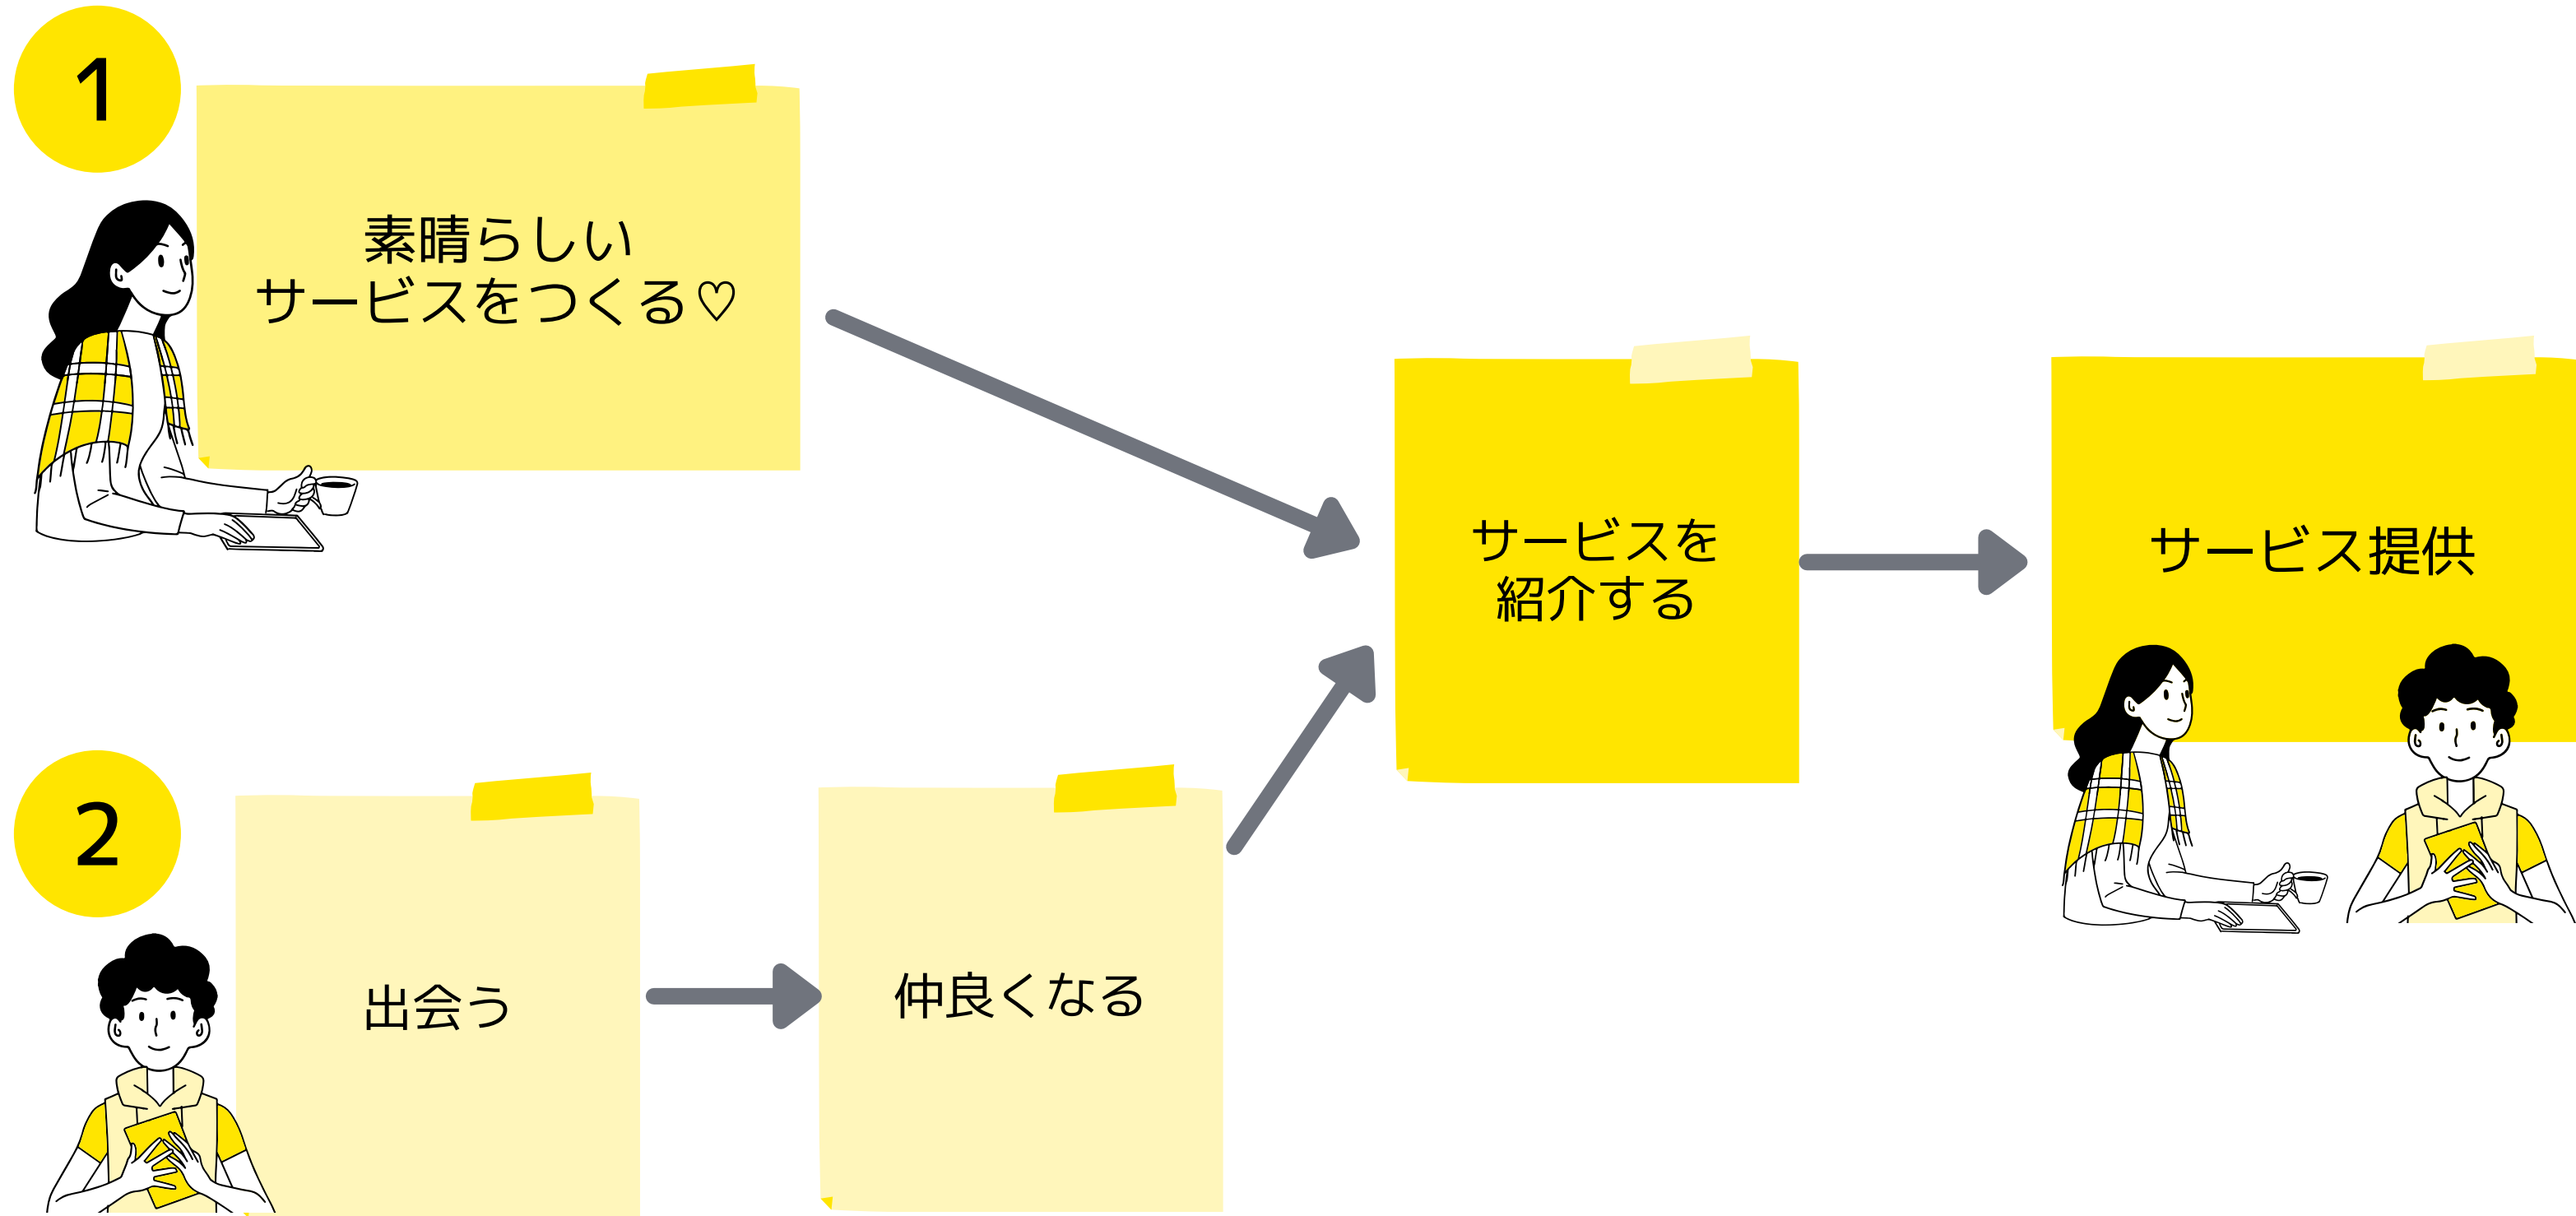 1
素晴らしい
サービスをつくる♡
サービスを
紹介する
サービス提供
2
出会う
仲良くなる